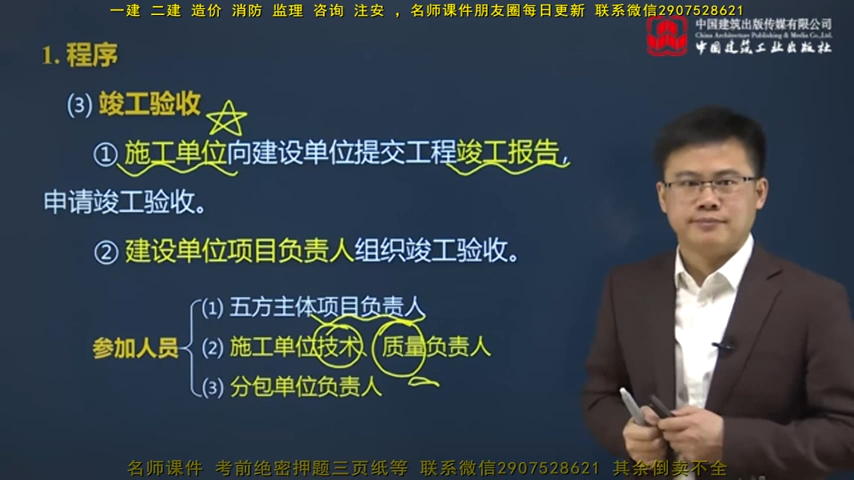 一建 二建 造价 消防 监理 咨询 注安 ，名师课件朋友圈每日更新 联系微信2907528621
中国建筑出版传媒有限公司
China Architecture Publishing & Media Co.,Ltd.
中国建筑工业出版社
1. 程序
(3) 竣工验收
① 施工单位向建设单位提交工程竣工报告，
申请竣工验收。
② 建设单位项目负责人组织竣工验收。
参加人员
(1) 五方主体项目负责人
(2) 施工单位技术、质量负责人
(3) 分包单位负责人
名师课件 考前绝密押题三页纸等 联系微信2907528621 其余倒卖不全